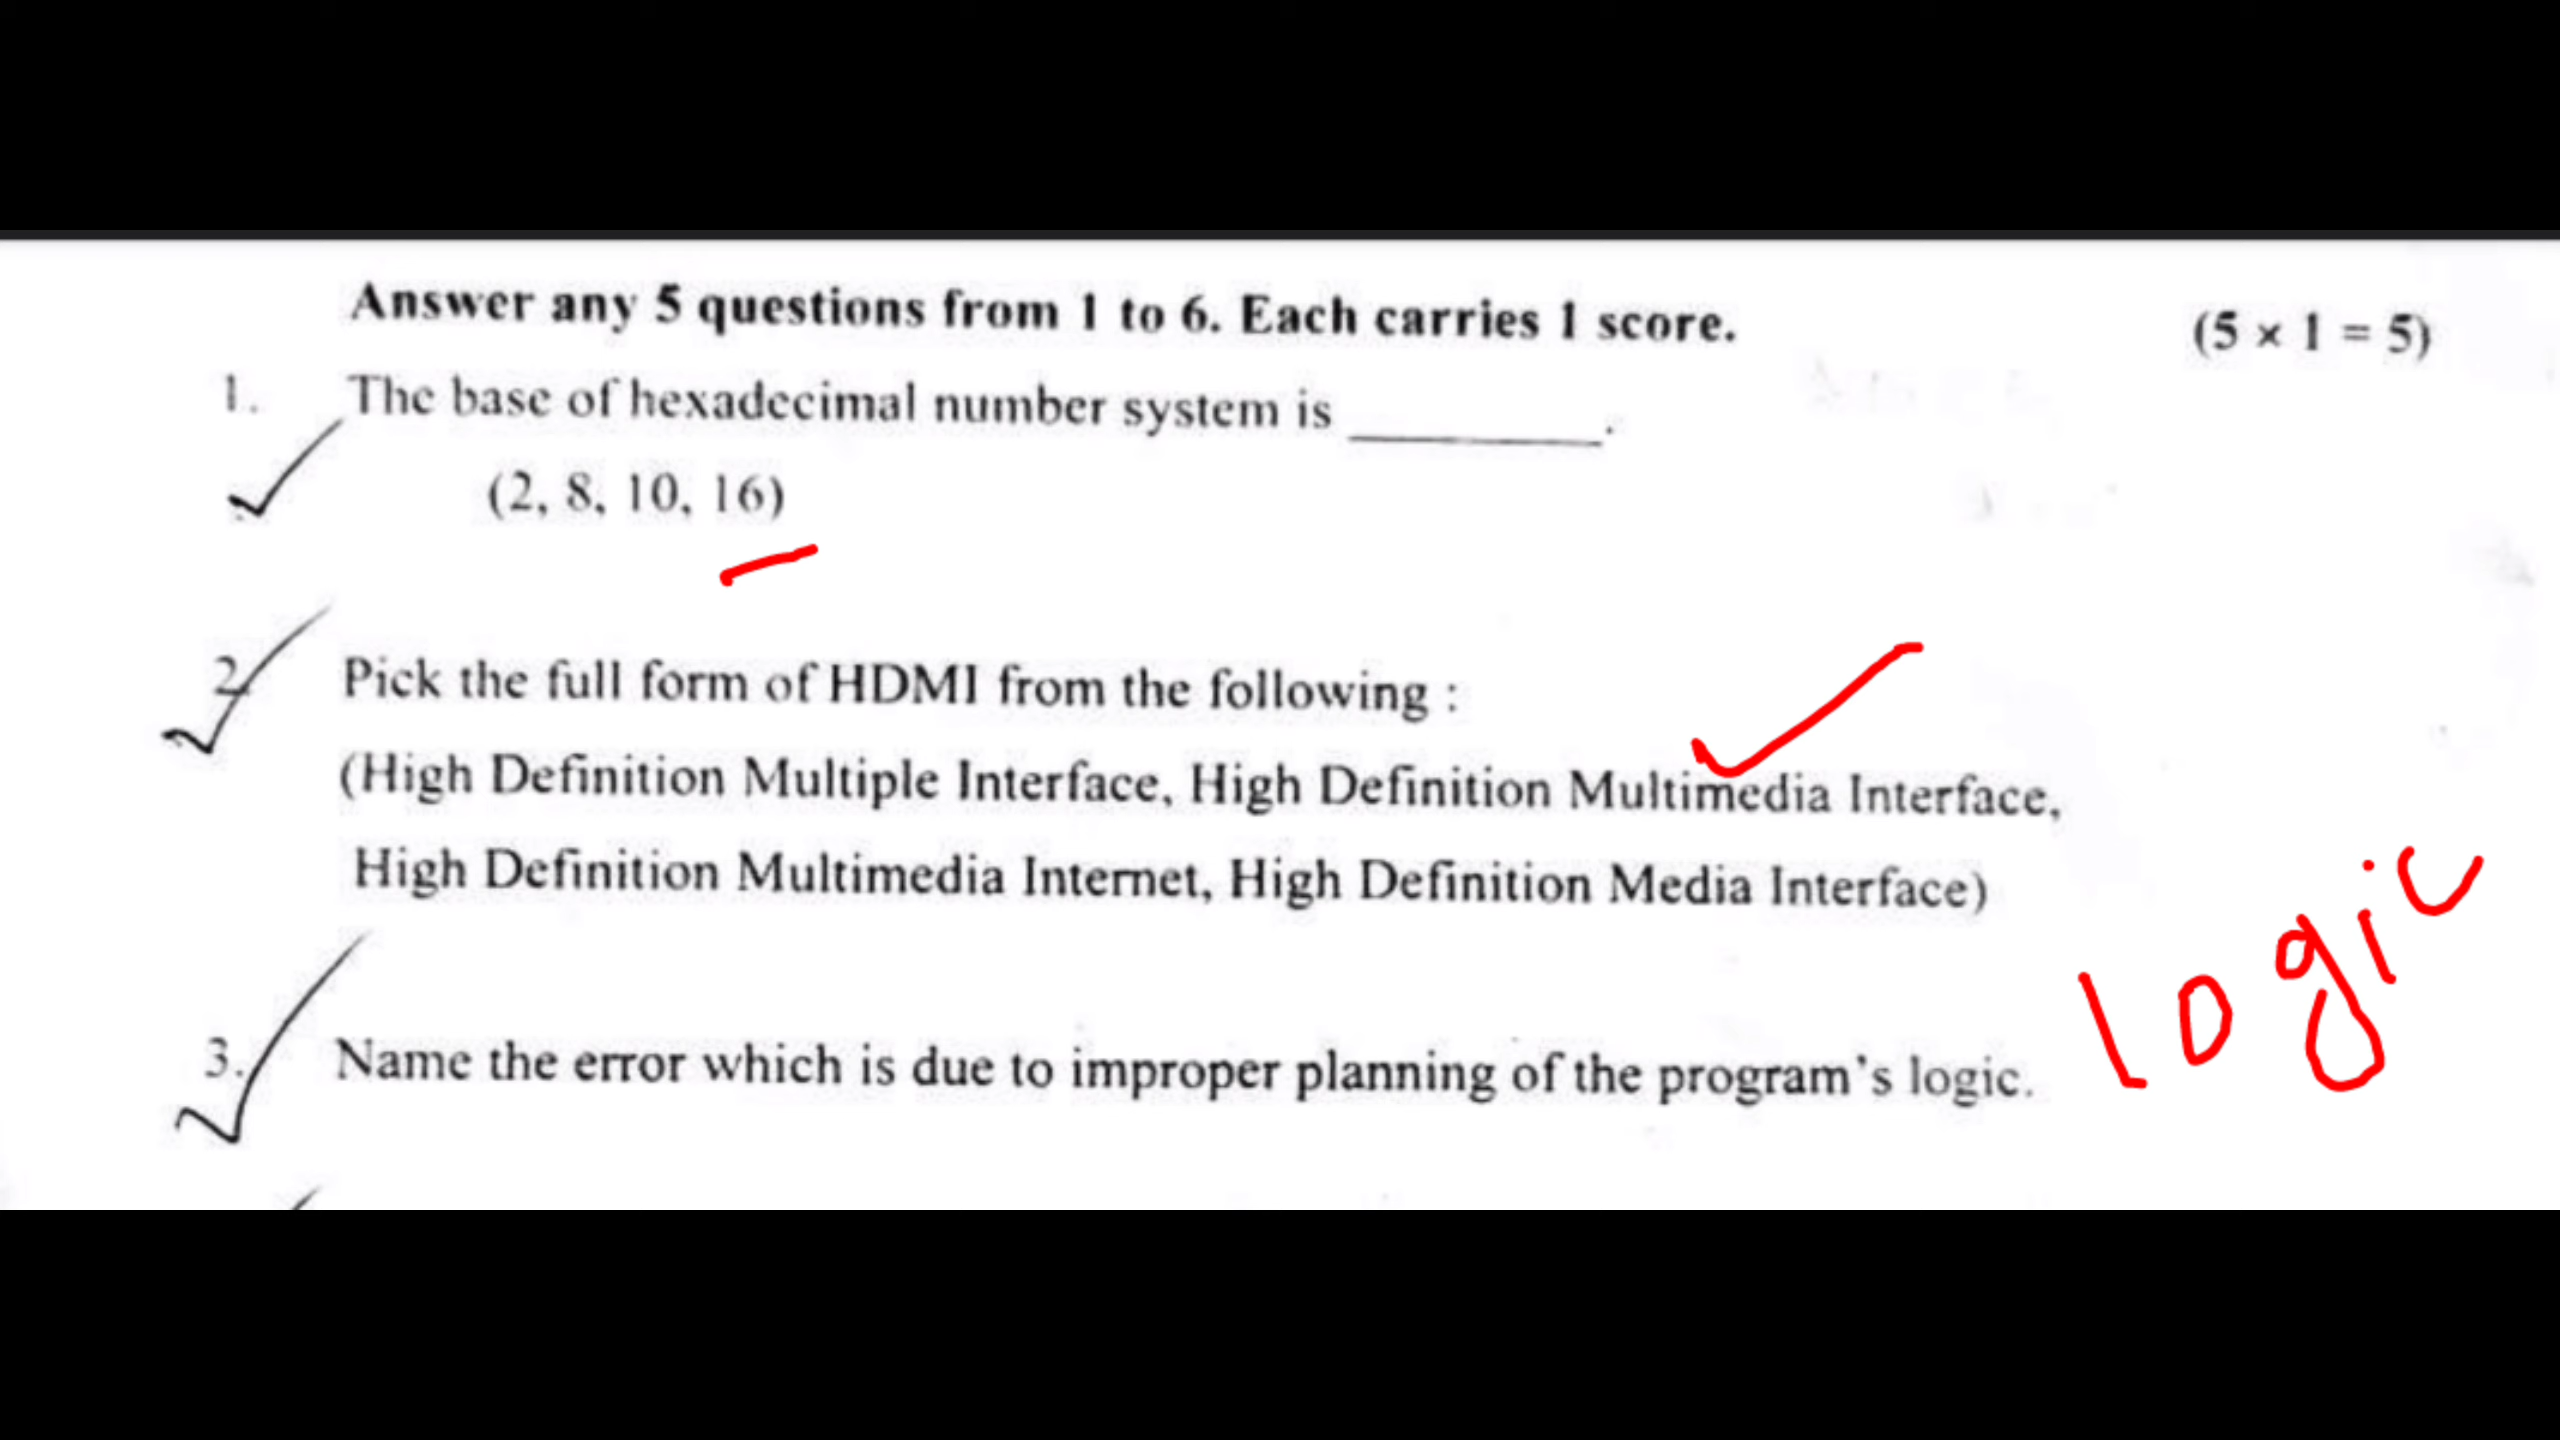 Answer any 5 questions from 1 to 6. Each carries 1 score. (5 × 1 = 5)
1. The base of hexadecimal number system is ________.
(2, 8, 10, 16)
2. Pick the full form of HDMI from the following :
(High Definition Multiple Interface, High Definition Multimedia Interface,
High Definition Multimedia Internet, High Definition Media Interface)
3. Name the error which is due to improper planning of the program's logic. logic